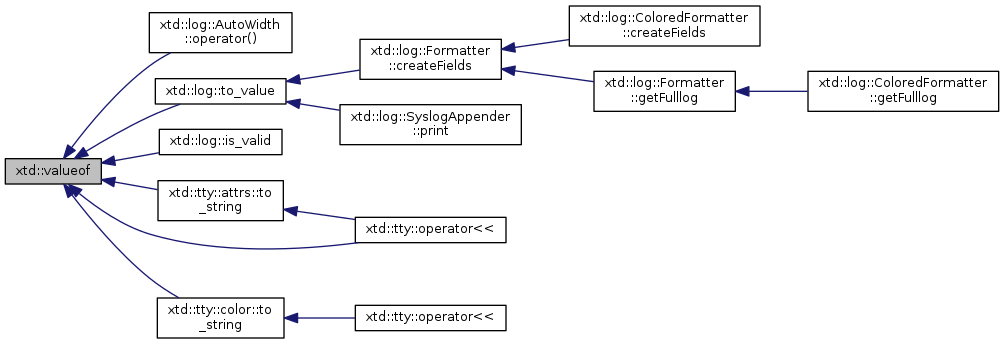 xtd::valueof
xtd::log::AutoWidth
::operator()
xtd::log::to_value
xtd::log::Formatter
::createFields
xtd::log::ColoredFormatter
::createFields
xtd::log::Formatter
::getFulllog
xtd::log::ColoredFormatter
::getFulllog
xtd::log::SyslogAppender
::print
xtd::log::is_valid
xtd::tty::attrs::to
_string
xtd::tty::operator<<
xtd::tty::color::to
_string
xtd::tty::operator<<